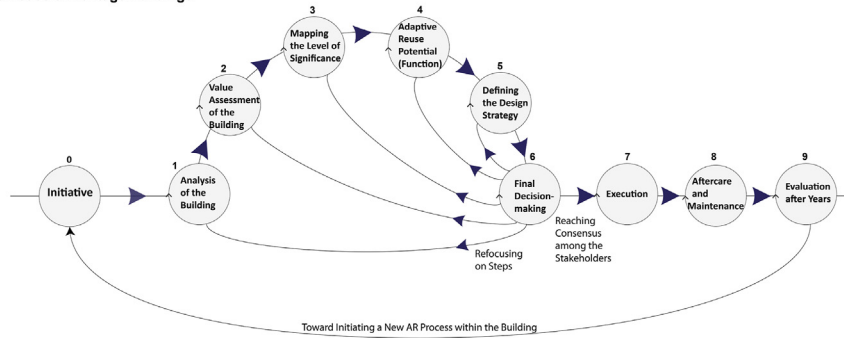 0
Initiative
1
Analysis
of the
Building
2
Value
Assessment
of the
Building
3
Mapping
the Level of
Significance
4
Adaptive
Reuse
Potential
(Function)
5
Defining
the Design
Strategy
6
Final
Decision-
making
7
Execution
8
Aftercare
and
Maintenance
9
Evaluation
after Years
Reaching
Consensus
among the
Stakeholders
Refocusing
on Steps
Toward Initiating a New AR Process within the Building